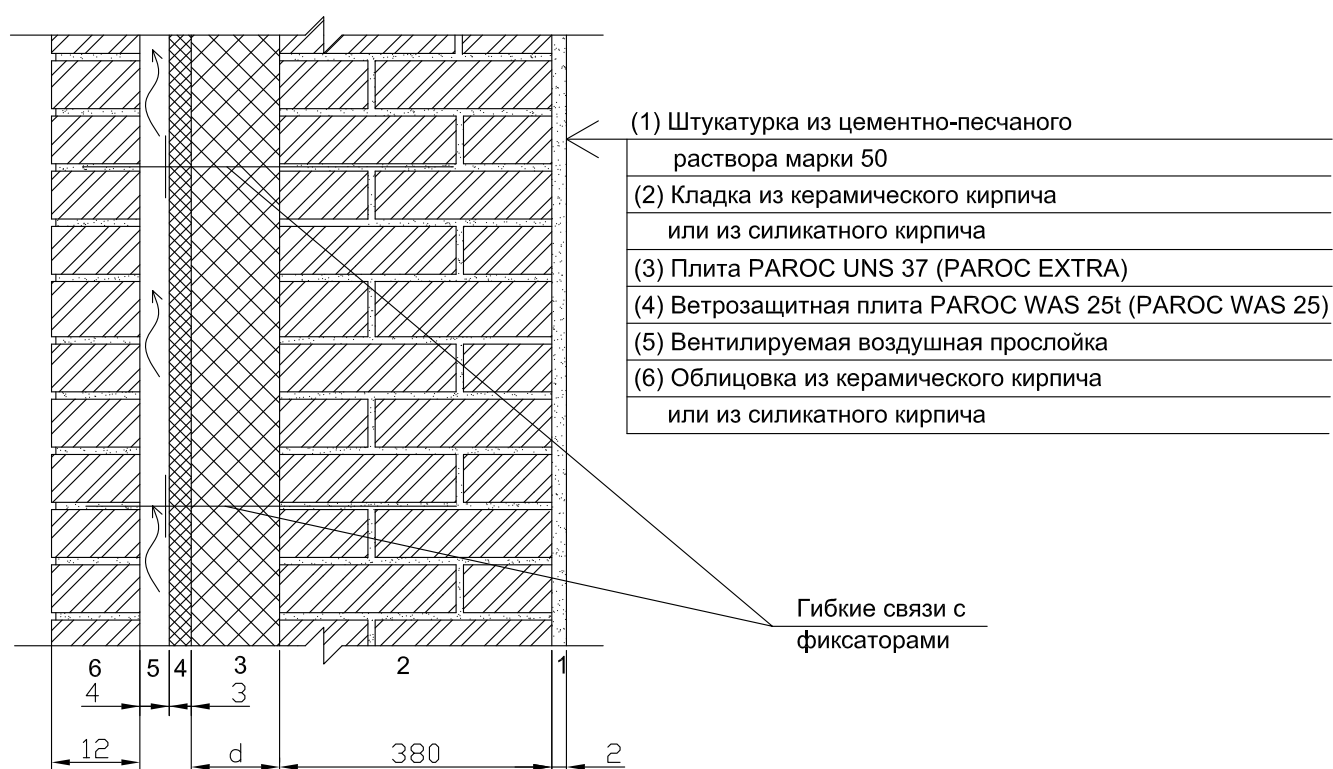 (1) Штукатурка из цементно-песчаного
раствора марки 50
(2) Кладка из керамического кирпича
или из силикатного кирпича
(3) Плита PAROC UNS 37 (PAROC EXTRA)
(4) Ветрозащитная плита PAROC WAS 25t (PAROC WAS 25)
(5) Вентилируемая воздушная прослойка
(6) Облицовка из керамического кирпича
или из силикатного кирпича
Гибкие связи с
фиксаторами
6 5 4 3 2 1
4 3
12 d 380 2